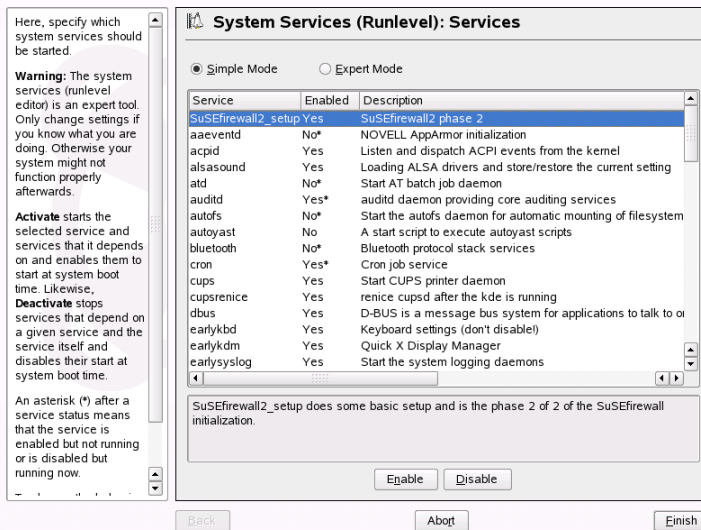 Here, specify which
system services should
be started.
Warning: The system
services (runlevel
editor) is an expert tool.
Only change settings if
you know what you are
doing. Otherwise your
system might not
function properly
afterwards.
Activate starts the
selected service and
services that it depends
on and enables them to
start at system boot
time. Likewise,
Deactivate stops
services that depend on
a given service and the
service itself and
disables their start at
system boot time.
An asterisk (*) after a
service status means
that the service is
enabled but not running
or is disabled but
running now.
System Services (Runlevel): Services
Simple Mode Expert Mode
Service Enabled Description
SuSEfirewall2_setup Yes SuSEfirewall2 phase 2
aaeventd No* NOVELL AppArmor initialization
acpid Yes Listen and dispatch ACPI events from the kernel
alsasound Yes Loading ALSA drivers and store/restore the current setting
atd No* Start AT batch job daemon
auditd Yes* auditd daemon providing core auditing services
autofs No* Start the autofs daemon for automatic mounting of filesystem
autoyast No A start script to execute autoyast scripts
bluetooth No* Bluetooth protocol stack services
cron Yes* Cron job service
cups Yes Start CUPS printer daemon
cupsrenice Yes renice cupsd after the kde is running
dbus Yes D-BUS is a message bus system for applications to talk to
earlykbd Yes Keyboard settings (don't disable!)
earlykdm Yes Quick X Display Manager
earlysyslog Yes Start the system logging daemons
SuSEfirewall2_setup does some basic setup and is the phase 2 of 2 of the SuSEfirewall
initialization.
Enable Disable
Back Abort Finish